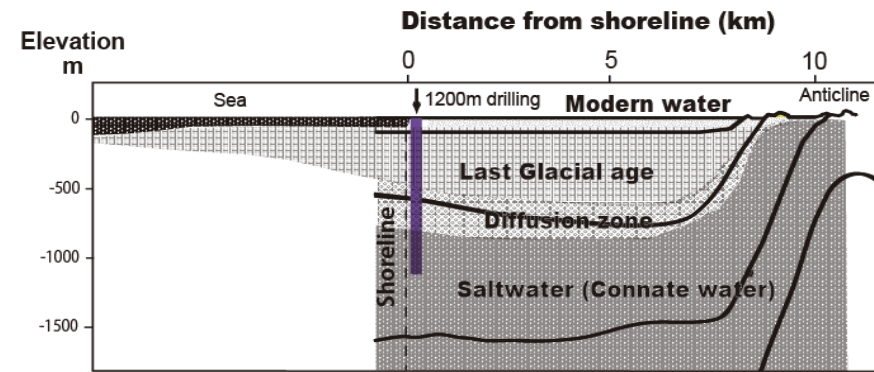 Distance from shoreline (km)
Elevation
m
0
5
10
Sea
1200m drilling
Modern water
Anticline
0
Last Glacial age
-500
Diffusion zone
-1000
Shoreline
Saltwater (Connate water)
-1500